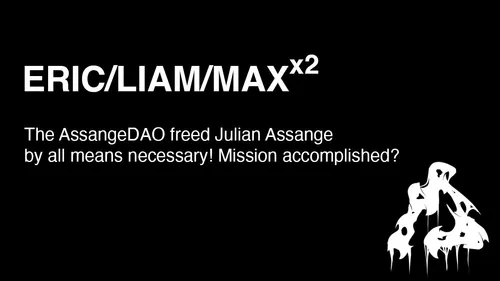 ERIC/LIAM/MAXx2
The AssangeDAO freed Julian Assange
by all means necessary! Mission accomplished?